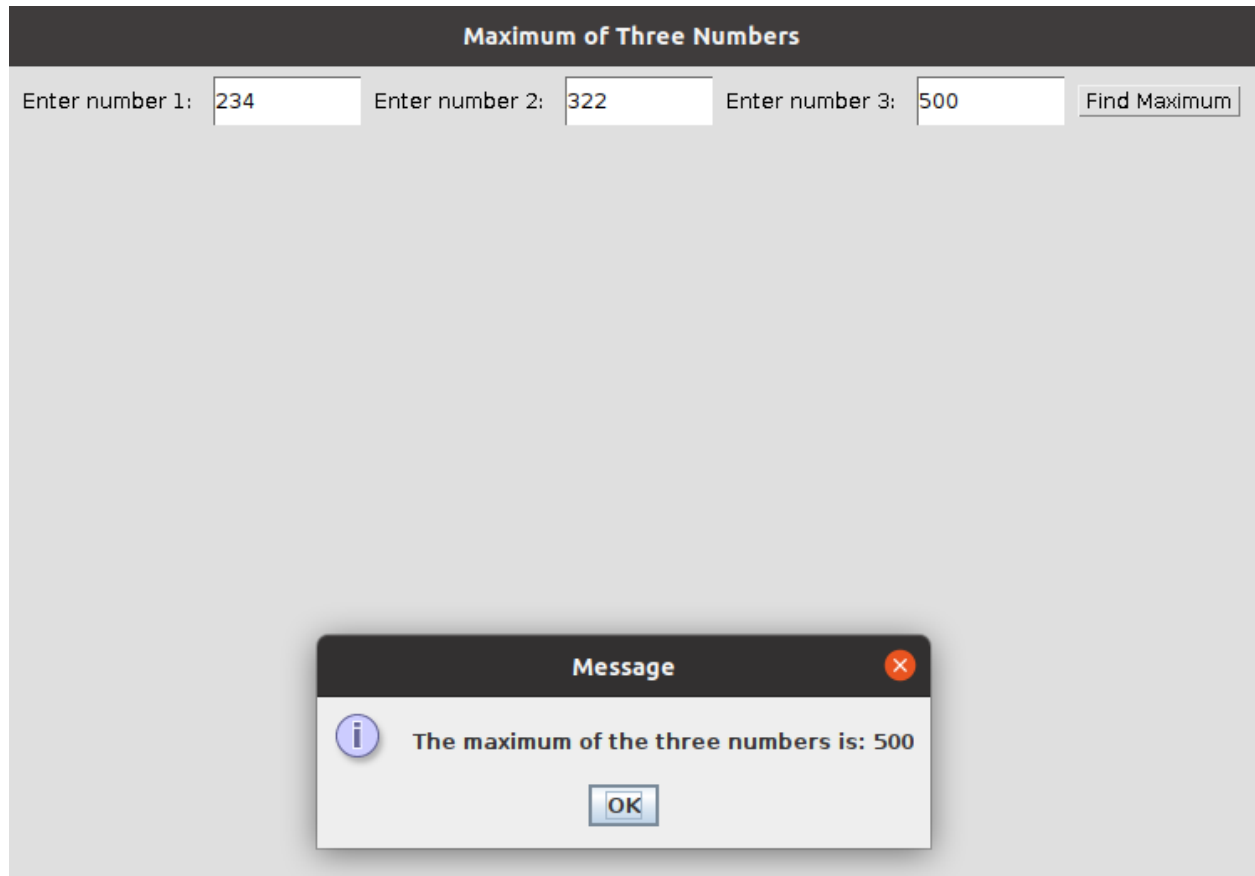 Maximum of Three Numbers
Enter number 1: 234 Enter number 2: 322 Enter number 3: 500 Find Maximum
Message
i The maximum of the three numbers is: 500
OK